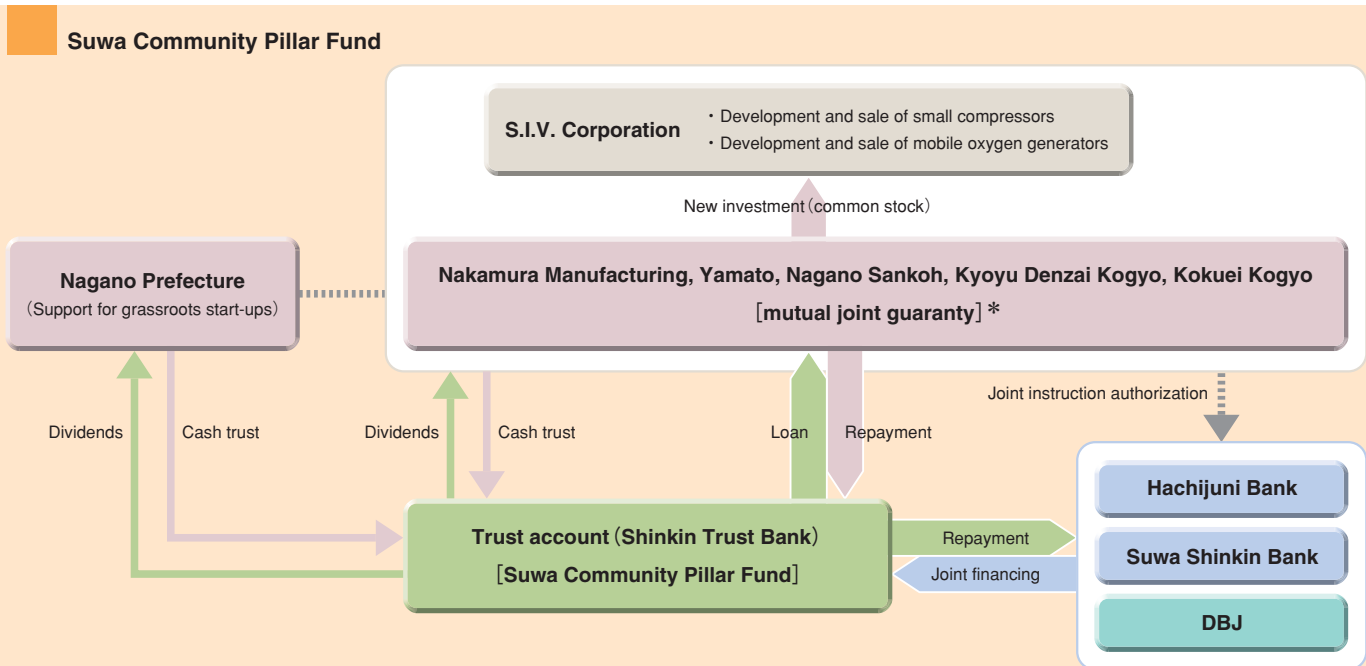 Suwa Community Pillar Fund
S.I.V. Corporation
・Development and sale of small compressors
・Development and sale of mobile oxygen generators
New investment（common stock）
Nagano Prefecture
（Support for grassroots start-ups）
Nakamura Manufacturing, Yamato, Nagano Sankoh, Kyoyu Denzai Kogyo, Kokuei Kogyo
［mutual joint guaranty］*
Joint instruction authorization
Dividends
Cash trust
Dividends
Cash trust
Loan
Repayment
Trust account（Shinkin Trust Bank）
［Suwa Community Pillar Fund］
Repayment
Joint financing
Hachijuni Bank
Suwa Shinkin Bank
DBJ